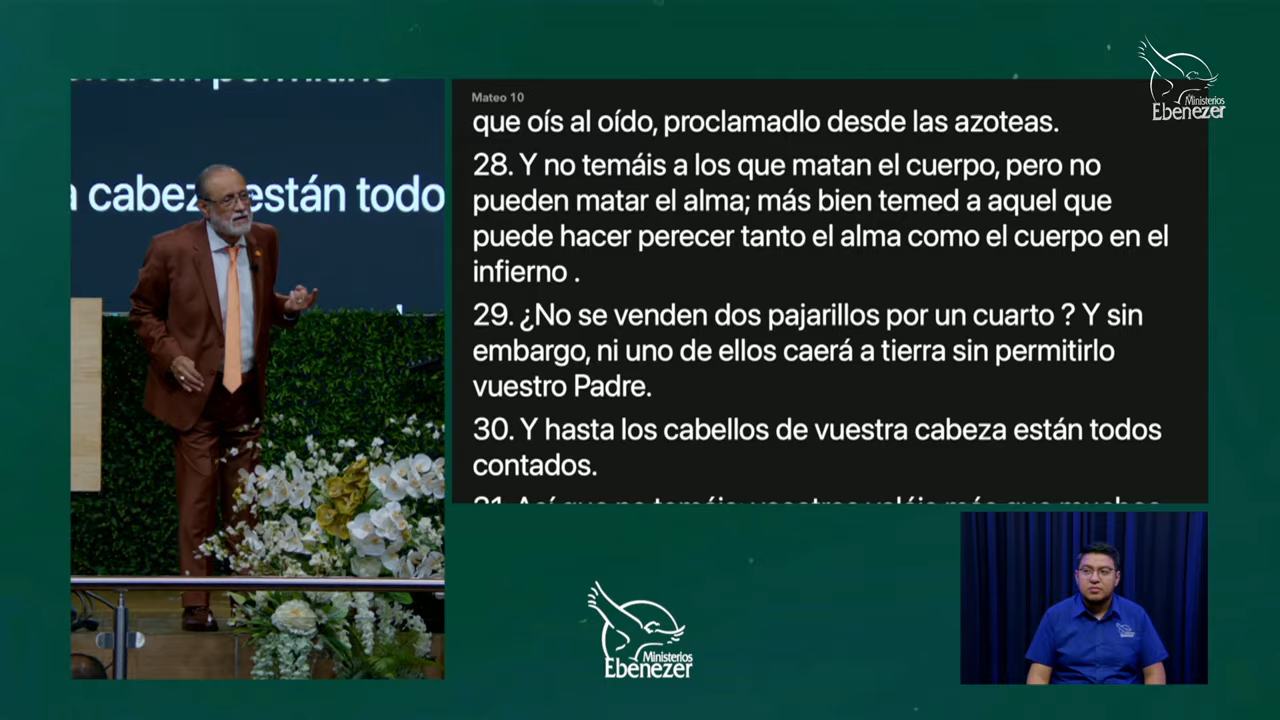 a cabeza están todo
Mateo 10
que oís al oído, proclamadlo desde las azoteas.
28. Y no temáis a los que matan el cuerpo, pero no
pueden matar el alma; más bien temed a aquel que
puede hacer perecer tanto el alma como el cuerpo en el
infierno .
29. ¿No se venden dos pajarillos por un cuarto ? Y sin
embargo, ni uno de ellos caerá a tierra sin permitirlo
vuestro Padre.
30. Y hasta los cabellos de vuestra cabeza están todos
contados.
Ministerios
Ebenezer
Ministerios
Ebenezer